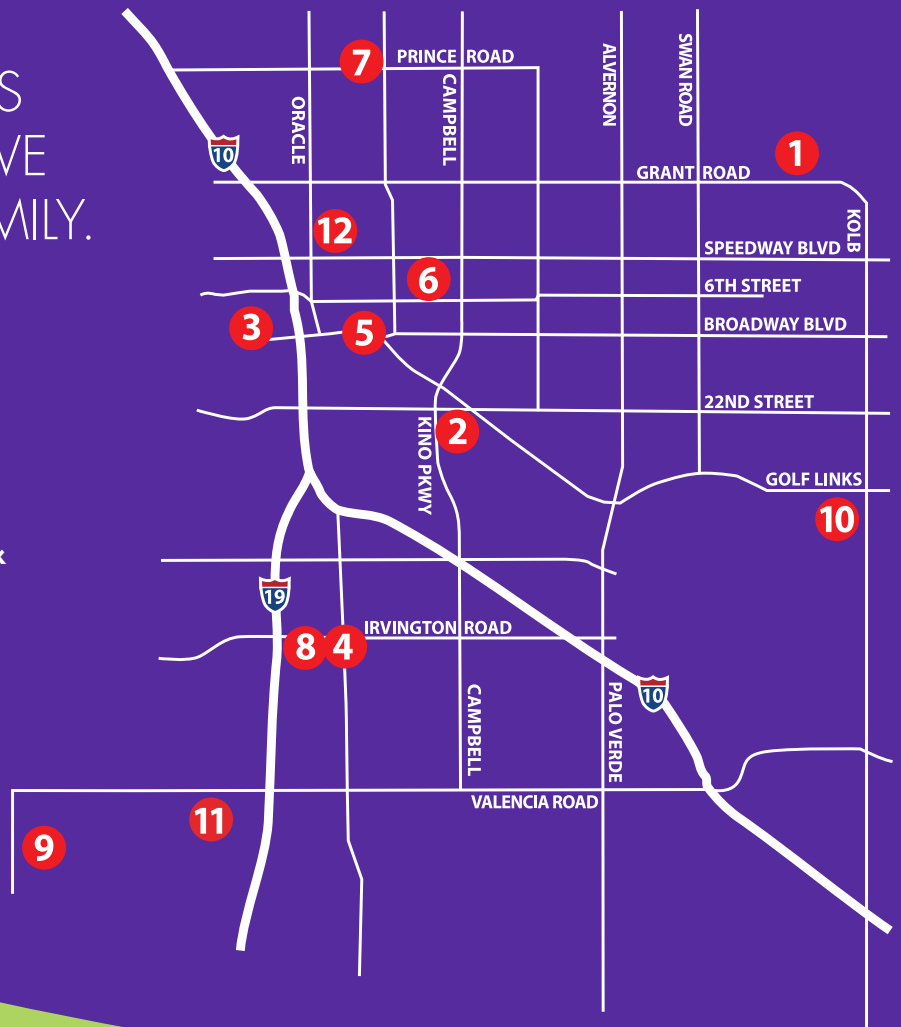 S
VE
MILY.
7
PRINCE ROAD
ORACLE
CAMPBELL
ALVERNON
SWAN ROAD
10
1
GRANT ROAD
KOLB
12
SPEEDWAY BLVD
6
6TH STREET
3
5
BROADWAY BLVD
22ND STREET
KINO PKWY
2
GOLF LINKS
10
19
IRVINGTON ROAD
8
4
CAMPBELL
PALO VERDE
10
VALENCIA ROAD
11
9